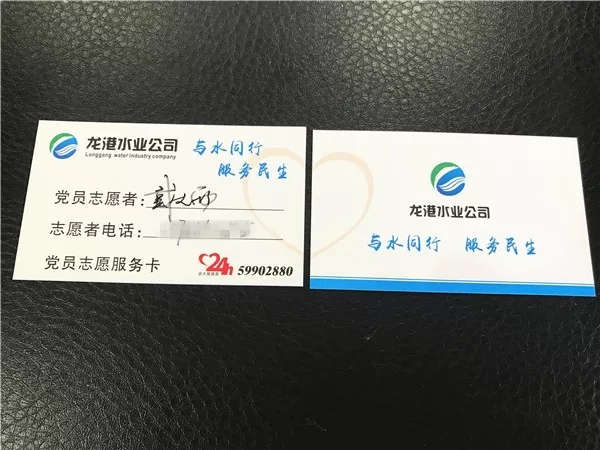 龙港水业公司
Longgang water industry company
与水同行
服务民生
党员志愿者：
志愿者电话：
党员志愿服务卡
24h 59902880
龙港水业公司
与水同行 服务民生